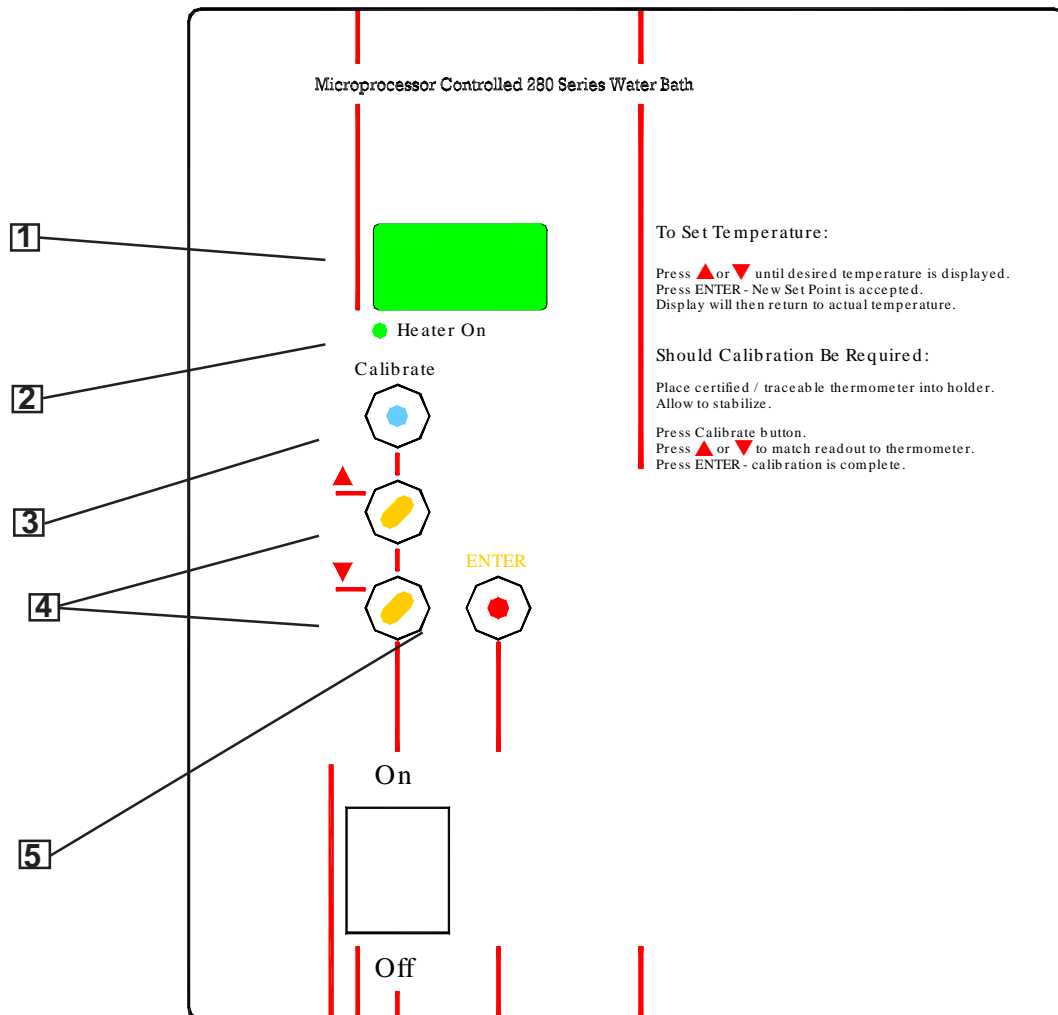 Microprocessor Controlled 280 Series Water Bath
1
2
3
4
5
Heater On
Calibrate
ENTER
On
Off
To Set Temperature:
Press ▲ or ▼ until desired temperature is displayed.
Press ENTER - New Set Point is accepted.
Display will then return to actual temperature.
Should Calibration Be Required:
Place certified / traceable thermometer into holder.
Allow to stabilize.
Press Calibrate button.
Press ▲ or ▼ to match readout to thermometer.
Press ENTER - calibration is complete.